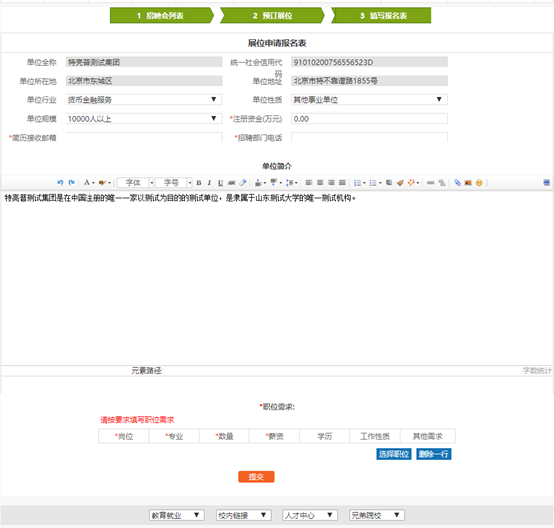 1 招聘会列表 2 预订展位 3 填写报名表
展位申请报名表
单位全称 特亮普测试集团 统一社会信用代码 91010200756556523D
单位所在地 北京市东城区 单位地址 北京市特不靠谱路1855号
单位行业 货币金融服务 单位性质 其他事业单位
单位规模 10000人以上 *注册资金(万元) 0.00
*简历接收邮箱 *招聘部门电话
单位简介
字体 字号 B I U ABC
特亮普测试集团是在中国注册的唯一一家以测试为目的的测试单位，是隶属于山东测试大学的唯一测试机构。
元素路径: 字数统计
*职位需求:
请按要求填写职位需求
*岗位 *专业 *数量 *薪资 学历 工作性质 其他需求
选择职位 删除一行
提交
教育就业 校内链接 人才中心 兄弟院校